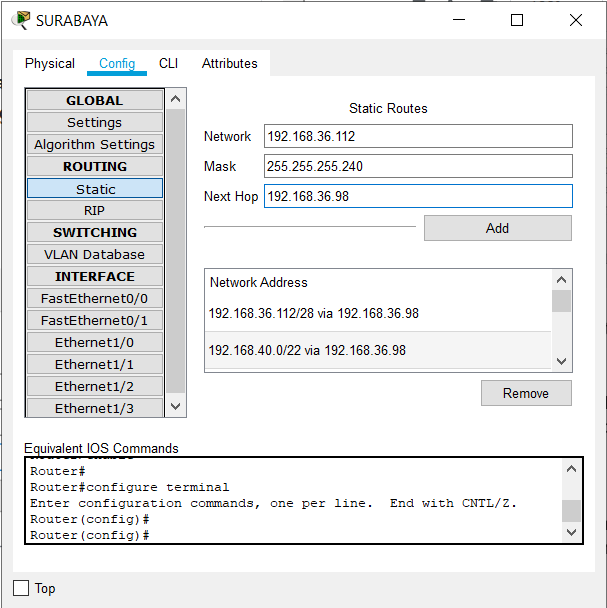 SURABAYA
Physical Config CLI Attributes
GLOBAL
Settings
Algorithm Settings
ROUTING
Static
RIP
SWITCHING
VLAN Database
INTERFACE
FastEthernet0/0
FastEthernet0/1
Ethernet1/0
Ethernet1/1
Ethernet1/2
Ethernet1/3
Static Routes
Network 192.168.36.112
Mask 255.255.255.240
Next Hop 192.168.36.98
Add
Network Address
192.168.36.112/28 via 192.168.36.98
192.168.40.0/22 via 192.168.36.98
Remove
Equivalent IOS Commands
Router#
Router#configure terminal
Enter configuration commands, one per line.  End with CNTL/Z.
Router(config)#
Router(config)#
Top